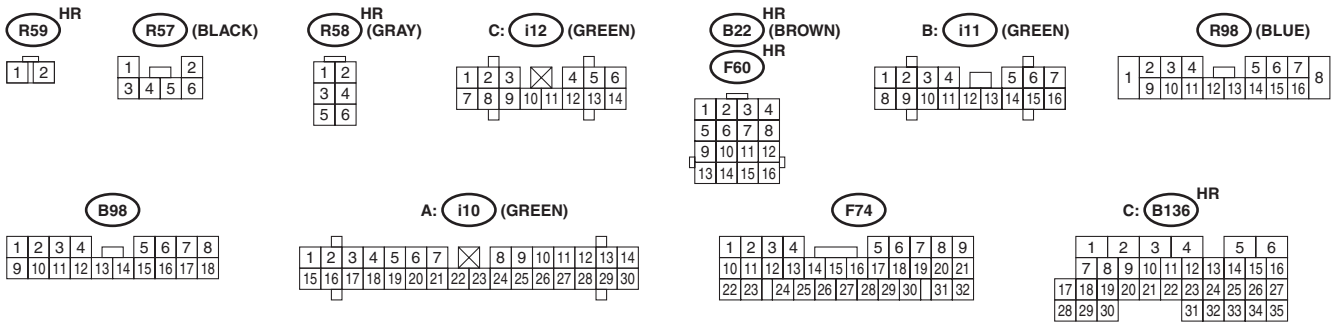 HR
R59
1 2
R57 (BLACK)
1 2
3 4 5 6
HR
R58 (GRAY)
1 2
3 4
5 6
C: i12 (GREEN)
1 2 3 4 5 6
7 8 9 10 11 12 13 14
HR
B22 (BROWN)
HR
F60
1 2 3 4
5 6 7 8
9 10 11 12
13 14 15 16
B: i11 (GREEN)
1 2 3 4 5 6 7
8 9 10 11 12 13 14 15 16
R98 (BLUE)
1 2 3 4 5 6 7 8
9 10 11 12 13 14 15 16
B98
1 2 3 4 5 6 7 8
9 10 11 12 13 14 15 16 17 18
A: i10 (GREEN)
1 2 3 4 5 6 7 8 9 10 11 12 13 14
15 16 17 18 19 20 21 22 23 24 25 26 27 28 29 30
F74
1 2 3 4 5 6 7 8 9
10 11 12 13 14 15 16 17 18 19 20 21
22 23 24 25 26 27 28 29 30 31 32
HR
C: B136
1 2 3 4 5 6
7 8 9 10 11 12 13 14 15 16
17 18 19 20 21 22 23 24 25 26 27
28 29 30 31 32 33 34 35